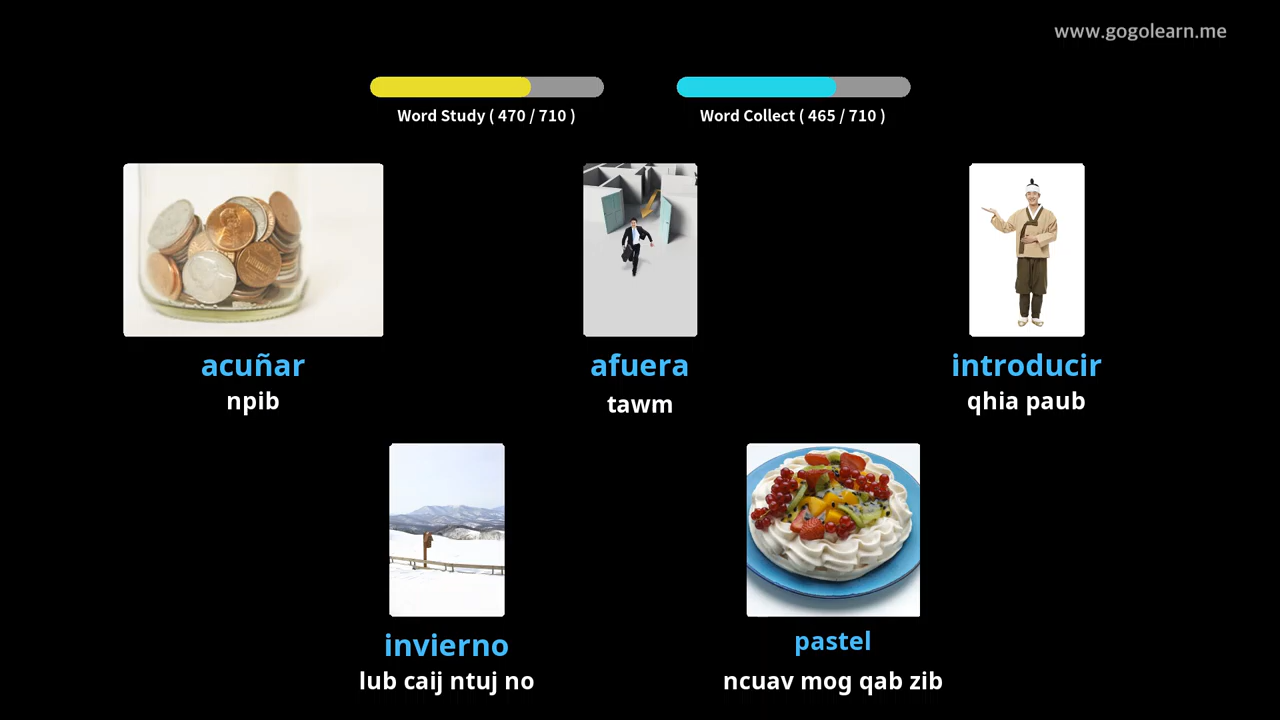 www.gogolearn.me
Word Study ( 470 / 710 )
Word Collect ( 465 / 710 )
acuñar
npib
afuera
tawm
introducir
qhia paub
invierno
lub caij ntuj no
pastel
ncuav mog qab zib